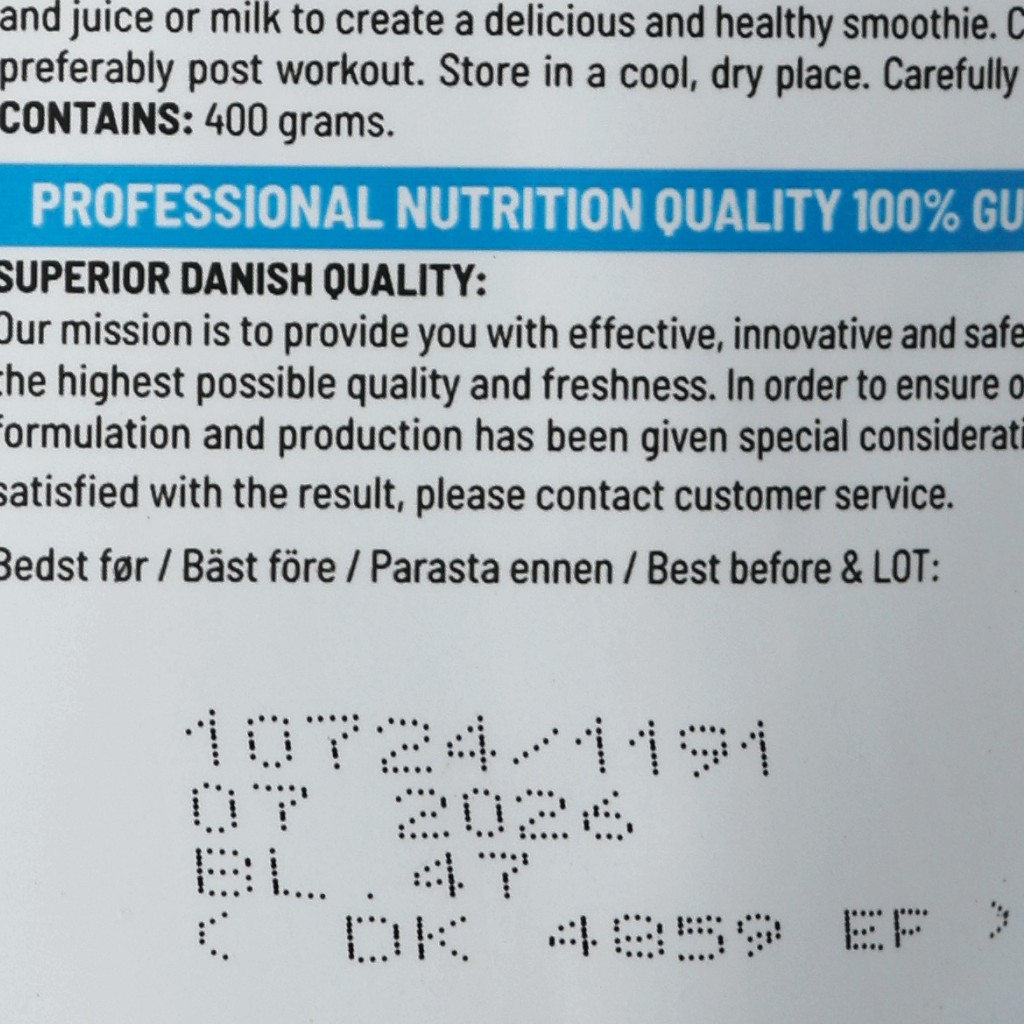 and juice or milk to create a delicious and healthy smoothie. C
preferably post workout. Store in a cool, dry place. Carefully
CONTAINS: 400 grams.
PROFESSIONAL NUTRITION QUALITY 100% GU
SUPERIOR DANISH QUALITY:
Our mission is to provide you with effective, innovative and safe
the highest possible quality and freshness. In order to ensure o
formulation and production has been given special considerati
satisfied with the result, please contact customer service.
Bedst før / Bäst före / Parasta ennen / Best before & LOT:
10724/1191
07 2026
BL. 47
( DK 4859 EF )